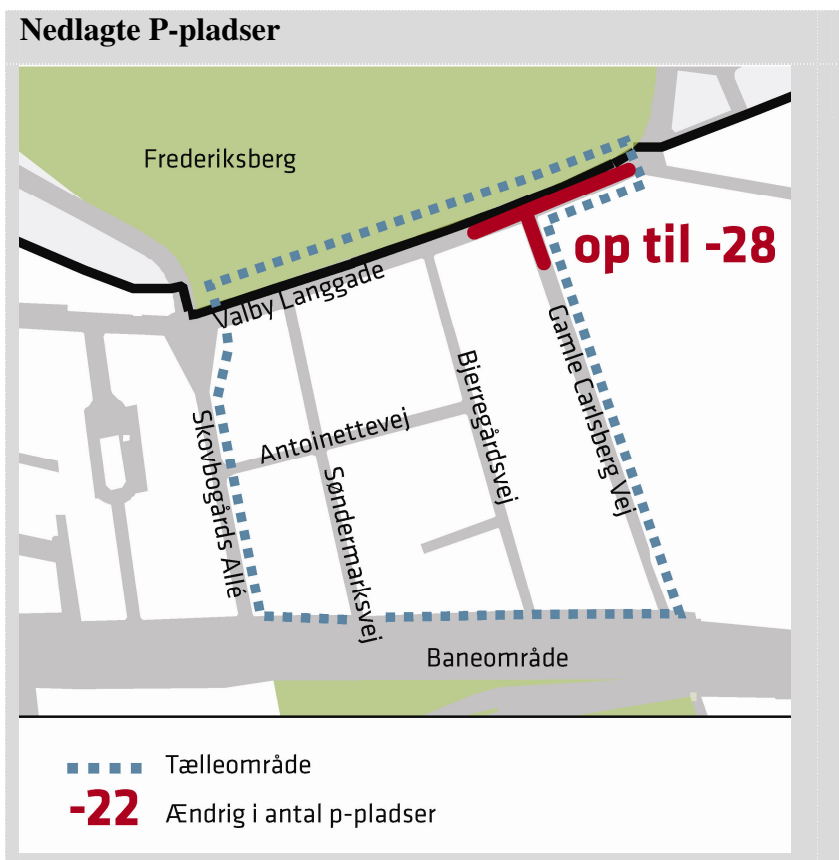 Nedlagte P-pladser
Frederiksberg
op til -28
Valby Langgade
Gamle Carlsberg Vej
Bjerregårdsvej
Antoinettevej
Skovbogårds Allé
Søndermarksvej
Baneområde
Tælleområde
-22 Ændrig i antal p-pladser